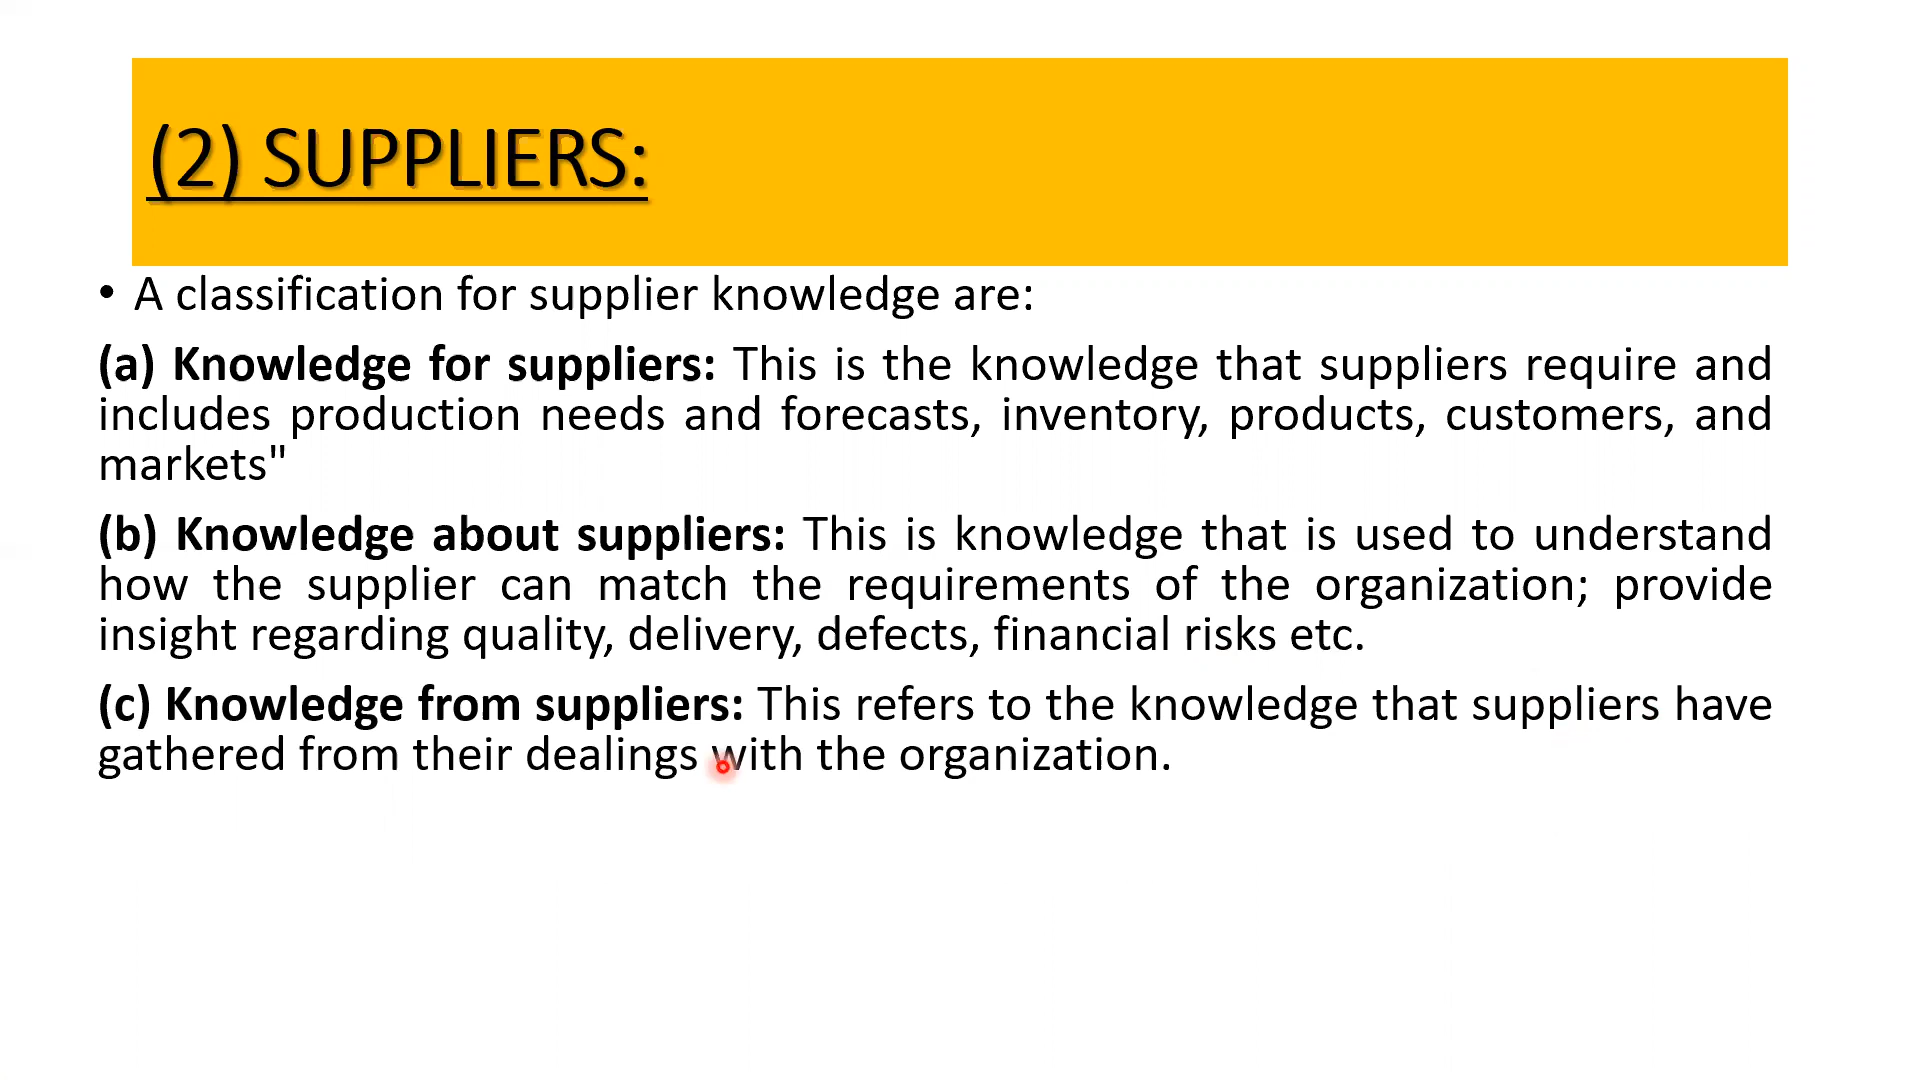 (2) SUPPLIERS:
• A classification for supplier knowledge are:
(a) Knowledge for suppliers: This is the knowledge that suppliers require and
includes production needs and forecasts, inventory, products, customers, and
markets"
(b) Knowledge about suppliers: This is knowledge that is used to understand
how the supplier can match the requirements of the organization; provide
insight regarding quality, delivery, defects, financial risks etc.
(c) Knowledge from suppliers: This refers to the knowledge that suppliers have
gathered from their dealings with the organization.